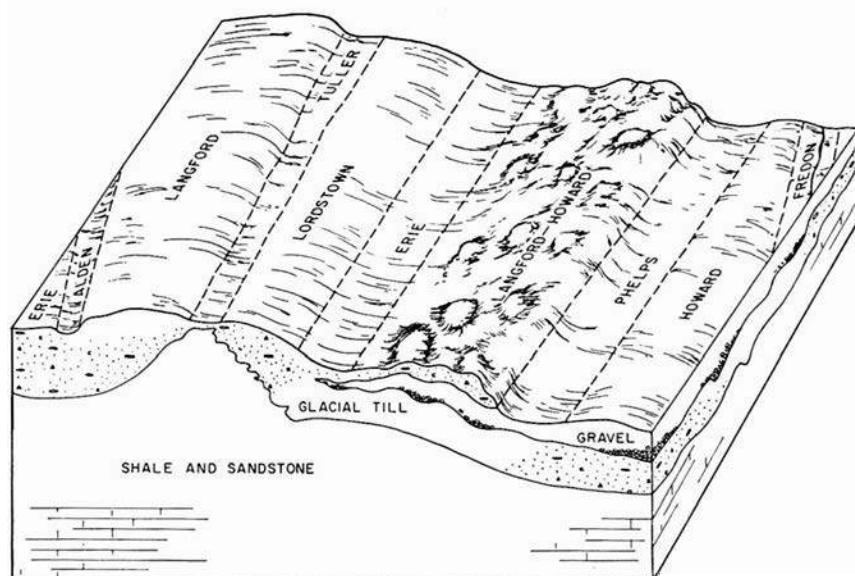 ERIE
ALDEN
LANGFORD
TULLER
LORDSTOWN
ERIE
LANGFORD
HOWARD
PHELPS
HOWARD
FREDON
GLACIAL TILL
GRAVEL
SHALE AND SANDSTONE